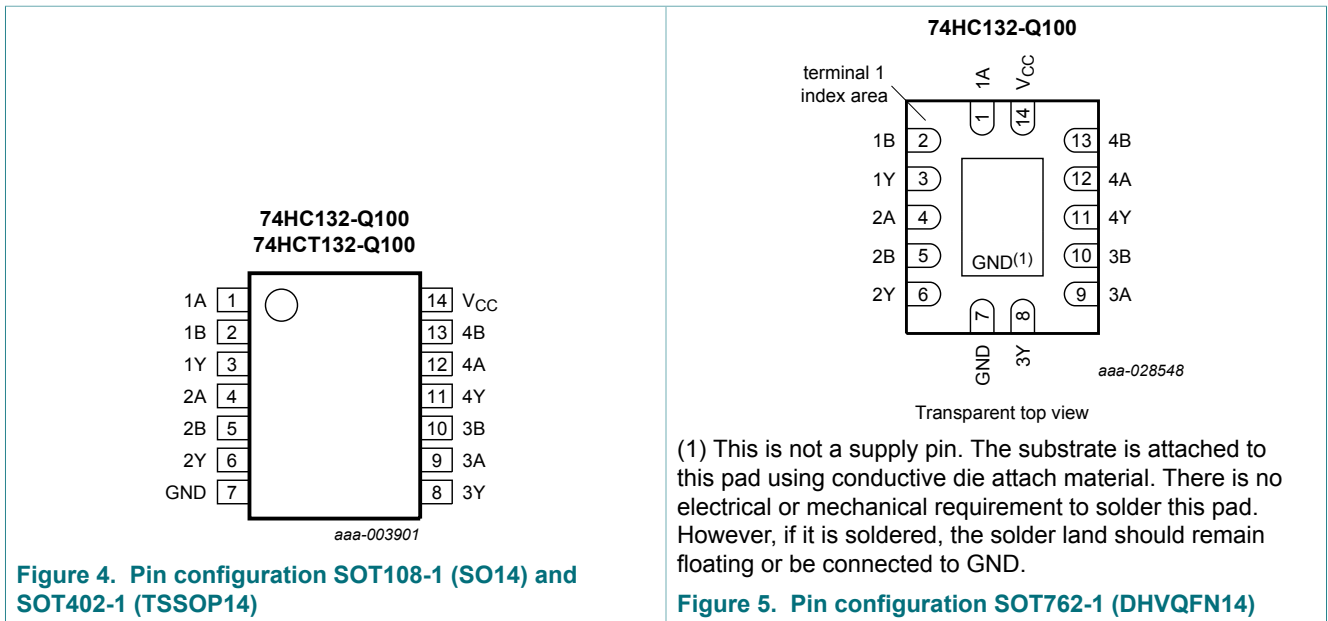 74HC132-Q100
74HCT132-Q100
1A 1 14 VCC
1B 2 13 4B
1Y 3 12 4A
2A 4 11 4Y
2B 5 10 3B
2Y 6 9 3A
GND 7 8 3Y
aaa-003901
Figure 4. Pin configuration SOT108-1 (SO14) and
SOT402-1 (TSSOP14)
74HC132-Q100
terminal 1
index area
1A VCC
1 14
1B 2 13 4B
1Y 3 12 4A
2A 4 11 4Y
2B 5 10 3B
GND(1)
2Y 6 9 3A
7 8
GND 3Y
aaa-028548
Transparent top view
(1) This is not a supply pin. The substrate is attached to
this pad using conductive die attach material. There is no
electrical or mechanical requirement to solder this pad.
However, if it is soldered, the solder land should remain
floating or be connected to GND.
Figure 5. Pin configuration SOT762-1 (DHVQFN14)